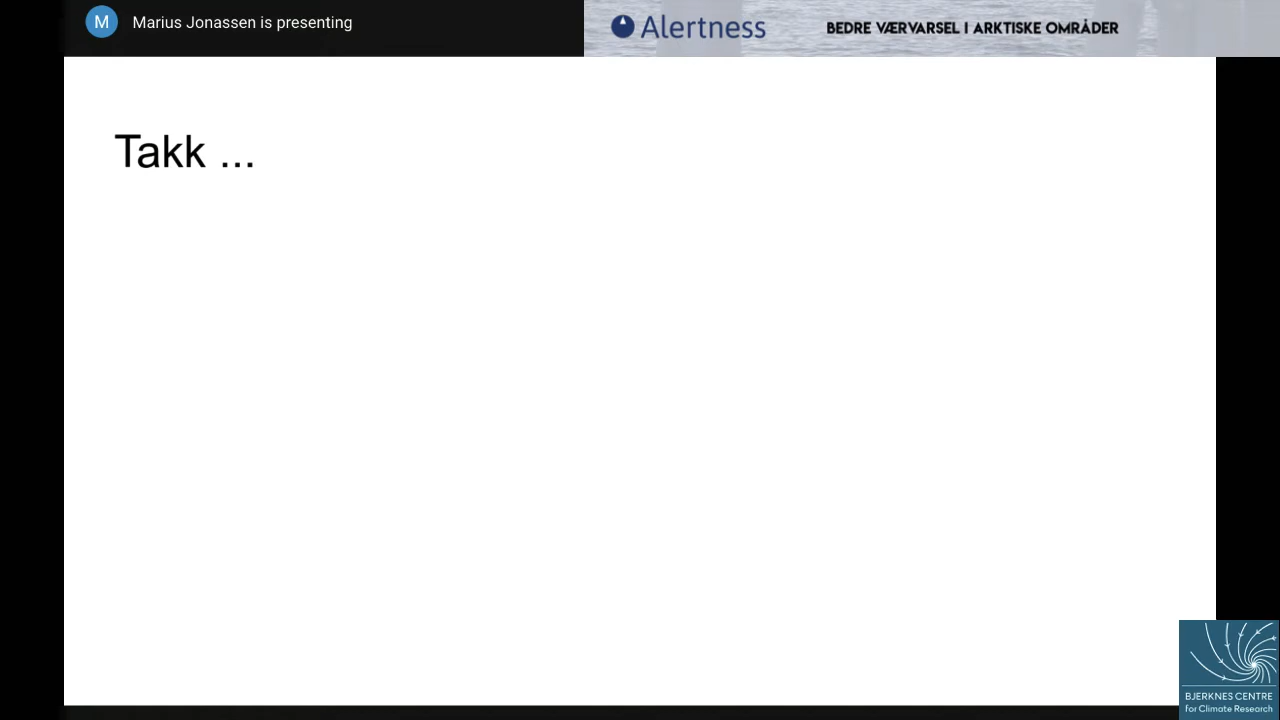 M
Marius Jonassen is presenting
Alertness
BEDRE VÆRVARSEL I ARKTISKE OMRÅDER
Takk ...
BJERKNES CENTRE
for Climate Research